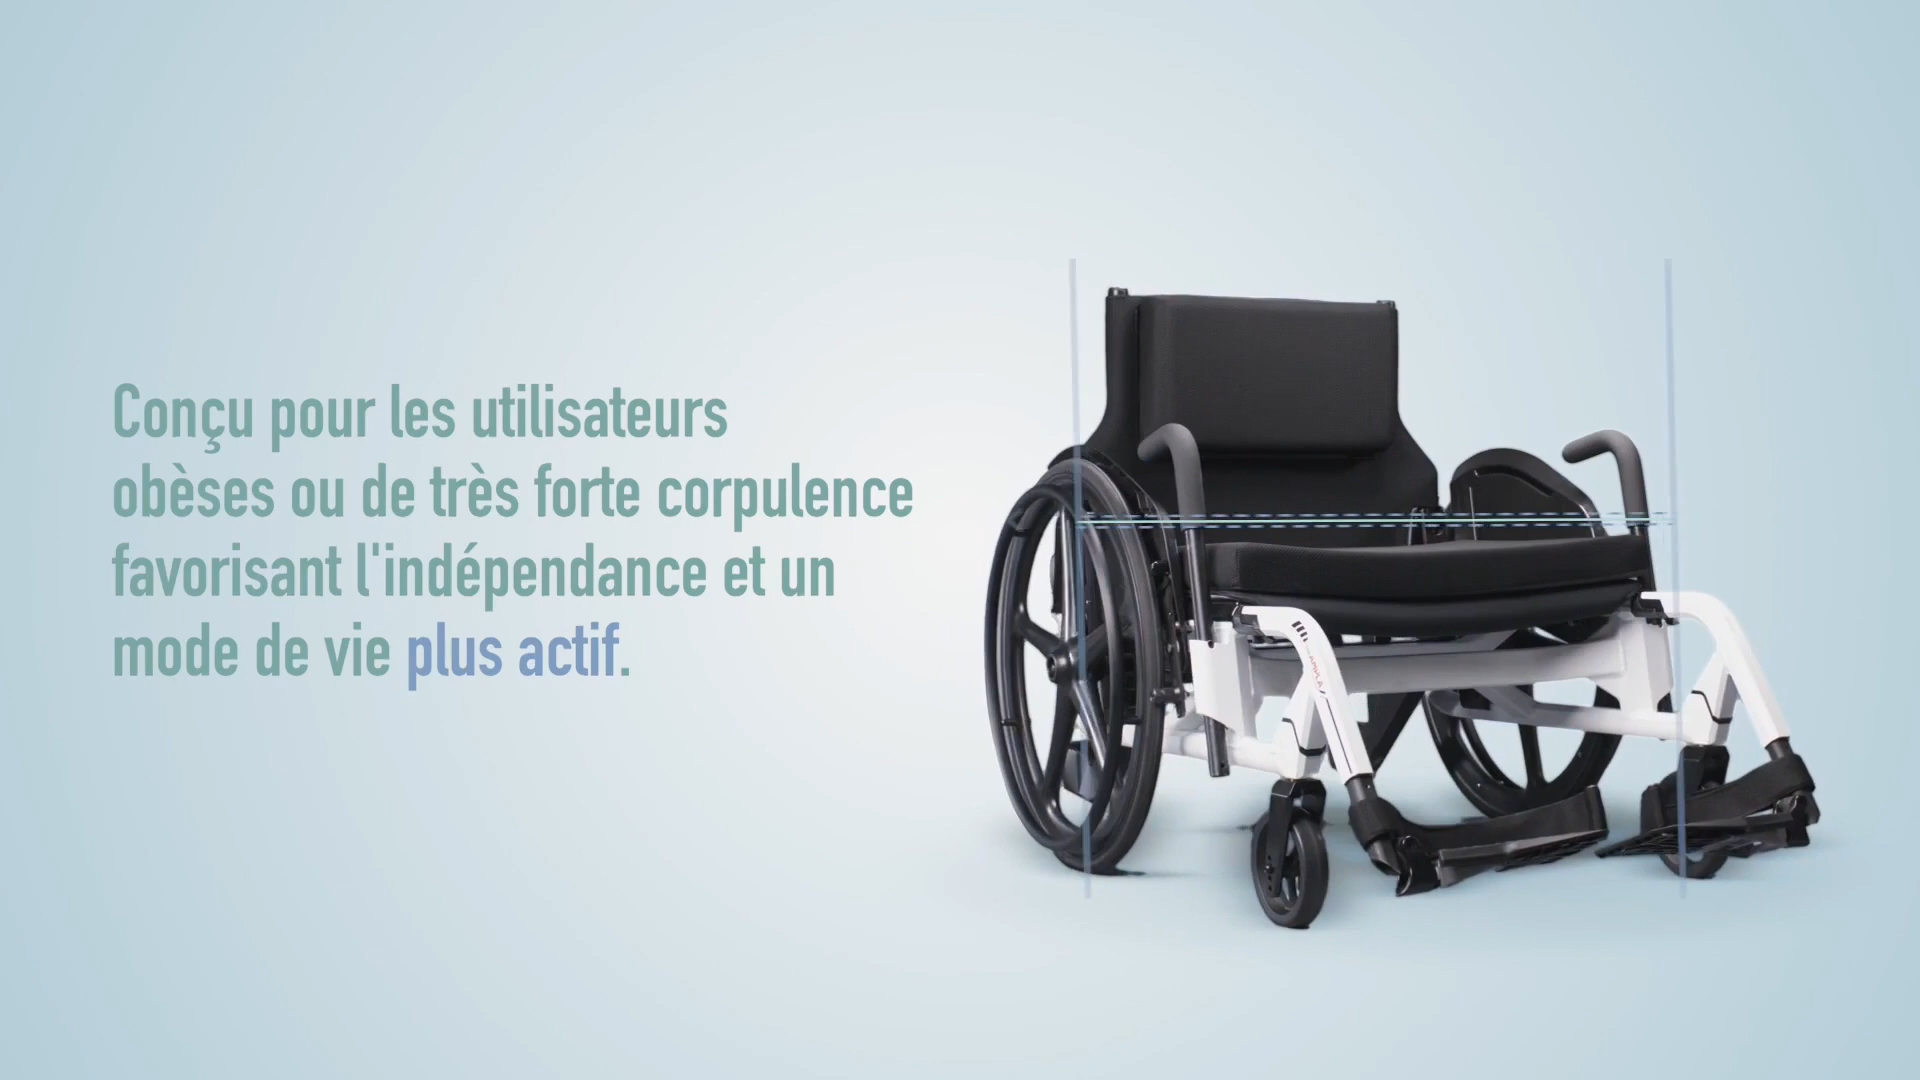 Conçu pour les utilisateurs
obèses ou de très forte corpulence
favorisant l'indépendance et un
mode de vie plus actif.